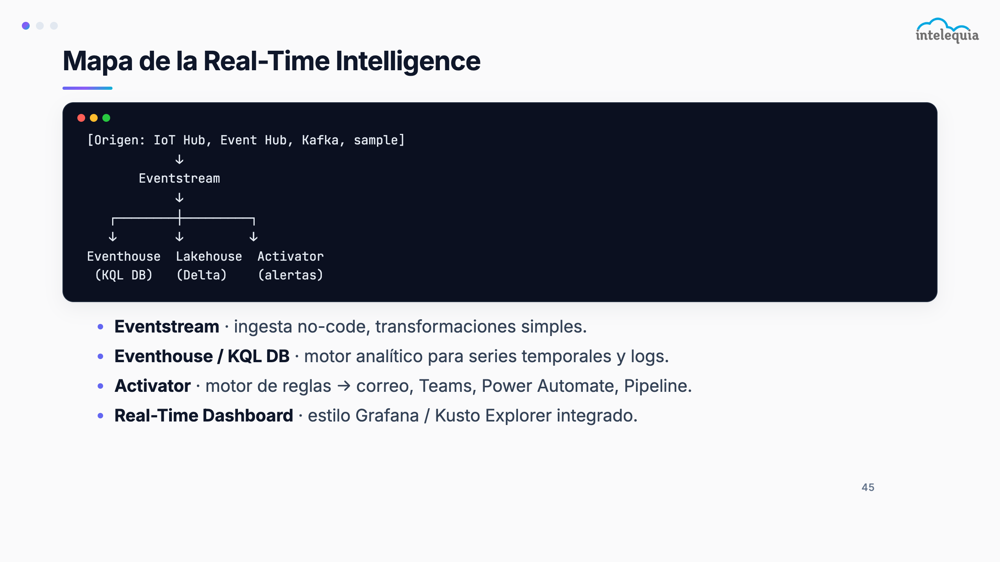 intelequia
Mapa de la Real-Time Intelligence
[Origen: IoT Hub, Event Hub, Kafka, sample]
↓
Eventstream
↓
┌────────┼─────────┐
↓ ↓ ↓
Eventhouse Lakehouse Activator
(KQL DB) (Delta) (alertas)
• Eventstream · ingesta no-code, transformaciones simples.
• Eventhouse / KQL DB · motor analítico para series temporales y logs.
• Activator · motor de reglas → correo, Teams, Power Automate, Pipeline.
• Real-Time Dashboard · estilo Grafana / Kusto Explorer integrado.
45